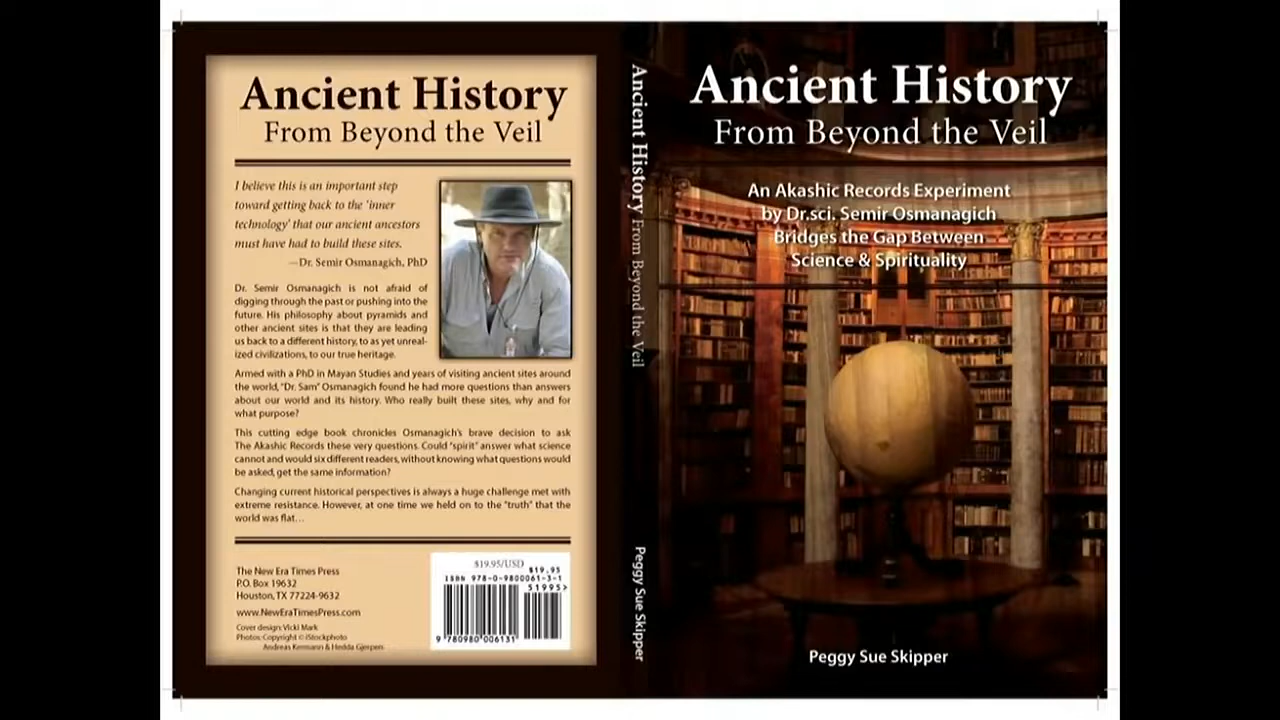 Ancient History
From Beyond the Veil
I believe this is an important step
toward getting back to the 'inner
technology' that our ancient ancestors
must have had to build these sites.
—Dr. Semir Osmanagich, PhD
Dr. Semir Osmanagich is not afraid of
digging through the past or pushing into the
future. His philosophy about pyramids and
other ancient sites is that they are leading
us back to a different history, to as yet unreal-
ized civilizations, to our true heritage.
Armed with a PhD in Mayan Studies and years of visiting ancient sites around
the world, "Dr. Sam" Osmanagich found he had more questions than answers
about our world and its history. Who really built these sites, why and for
what purpose?
This cutting edge book chronicles Osmanagich's brave decision to ask
The Akashic Records these very questions. Could "spirit" answer what science
cannot and would six different readers, without knowing what questions would
be asked, get the same information?
Changing current historical perspectives is always a huge challenge met with
extreme resistance. However, at one time we held on to the "truth" that the
world was flat...
The New Era Times Press
P.O. Box 19632
Houston, TX 77224-9632
www.NewEraTimesPress.com
Cover design: Vicki Mark
Photos: Copyright © iStockphoto
Andreas Kermann & Hedda Gjerpen
$19.95/USD
$19.95
ISBN 978-0-9800061-3-1
51995>
9 780980 006131
Ancient History From Beyond the Veil
Peggy Sue Skipper
Ancient History
From Beyond the Veil
An Akashic Records Experiment
by Dr.sci. Semir Osmanagich
Bridges the Gap Between
Science & Spirituality
Peggy Sue Skipper